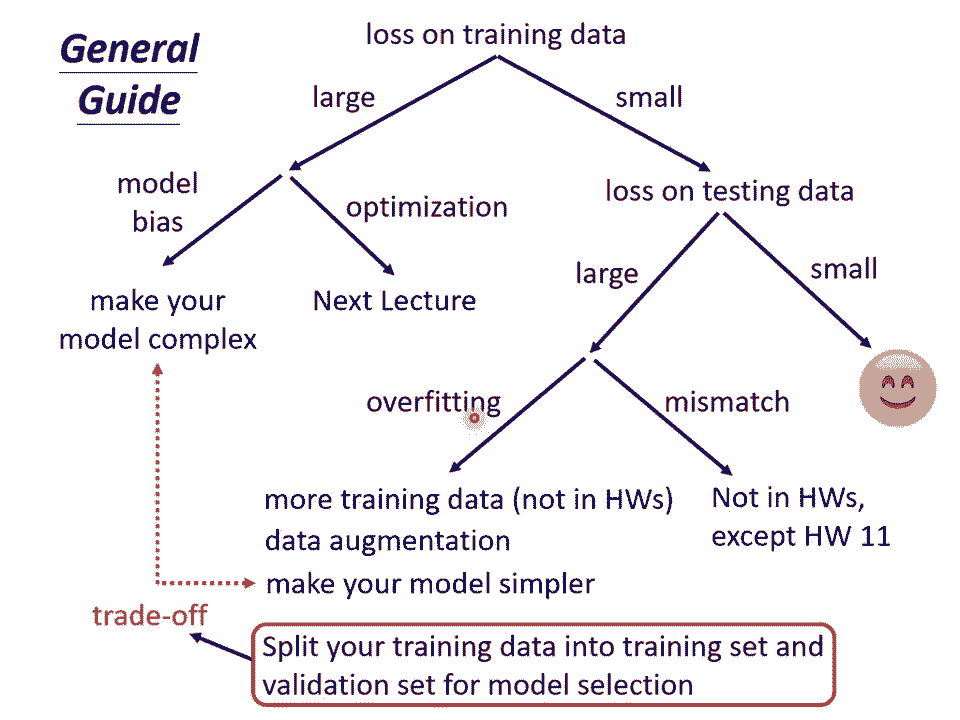 General
Guide
loss on training data
large
small
model
bias
optimization
loss on testing data
make your
model complex
Next Lecture
large
small
overfitting
mismatch
more training data (not in HWs)
data augmentation
make your model simpler
Not in HWs,
except HW 11
trade-off
Split your training data into training set and
validation set for model selection